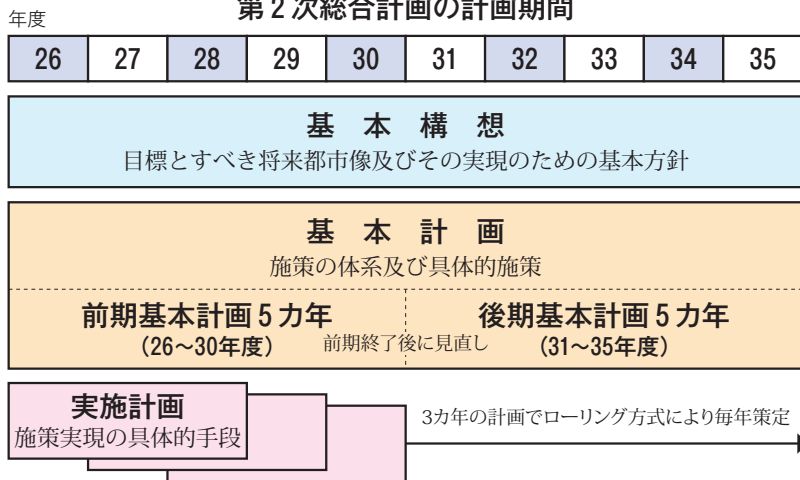 第2次総合計画の計画期間
年度
26 27 28 29 30 31 32 33 34 35
基本構想
目標とすべき将来都市像及びその実現のための基本方針
基本計画
施策の体系及び具体的施策
前期基本計画5カ年 後期基本計画5カ年
(26〜30年度) 前期終了後に見直し (31〜35年度)
実施計画
施策実現の具体的手段
3カ年の計画でローリング方式により毎年策定